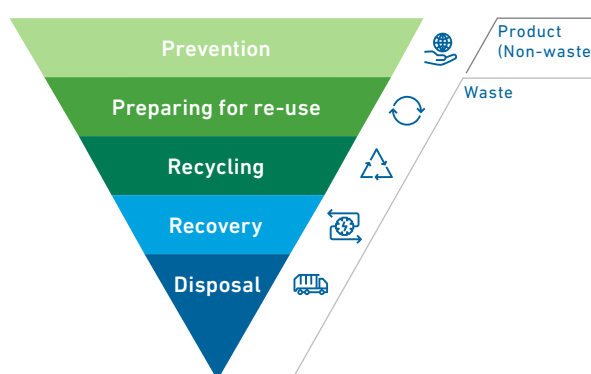 Prevention
Product
(Non-waste
Preparing for re-use
Waste
Recycling
Recovery
Disposal